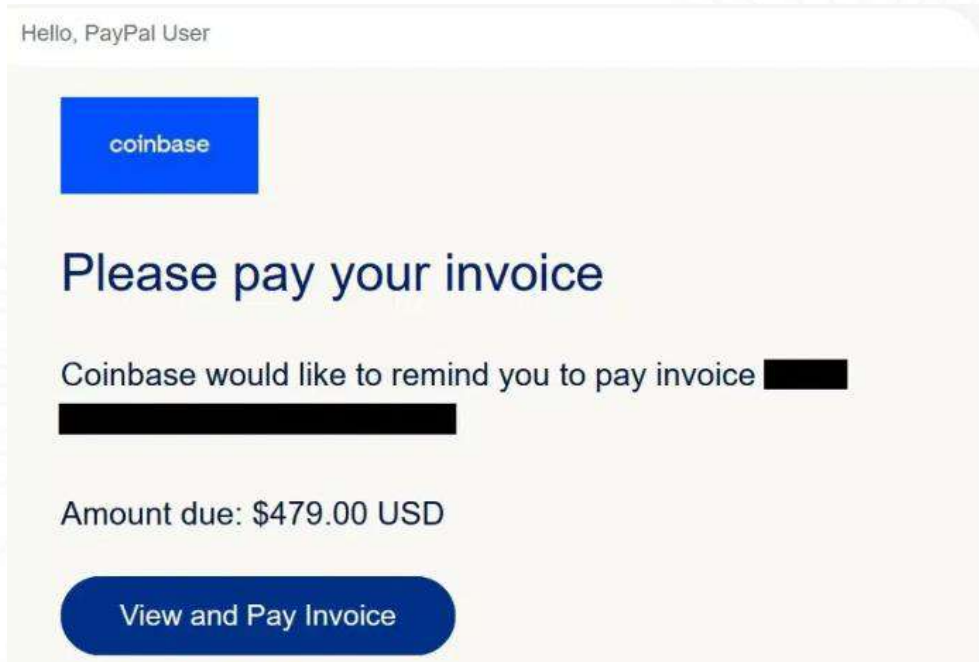 Hello, PayPal User
coinbase
Please pay your invoice
Coinbase would like to remind you to pay invoice
Amount due: $479.00 USD
View and Pay Invoice